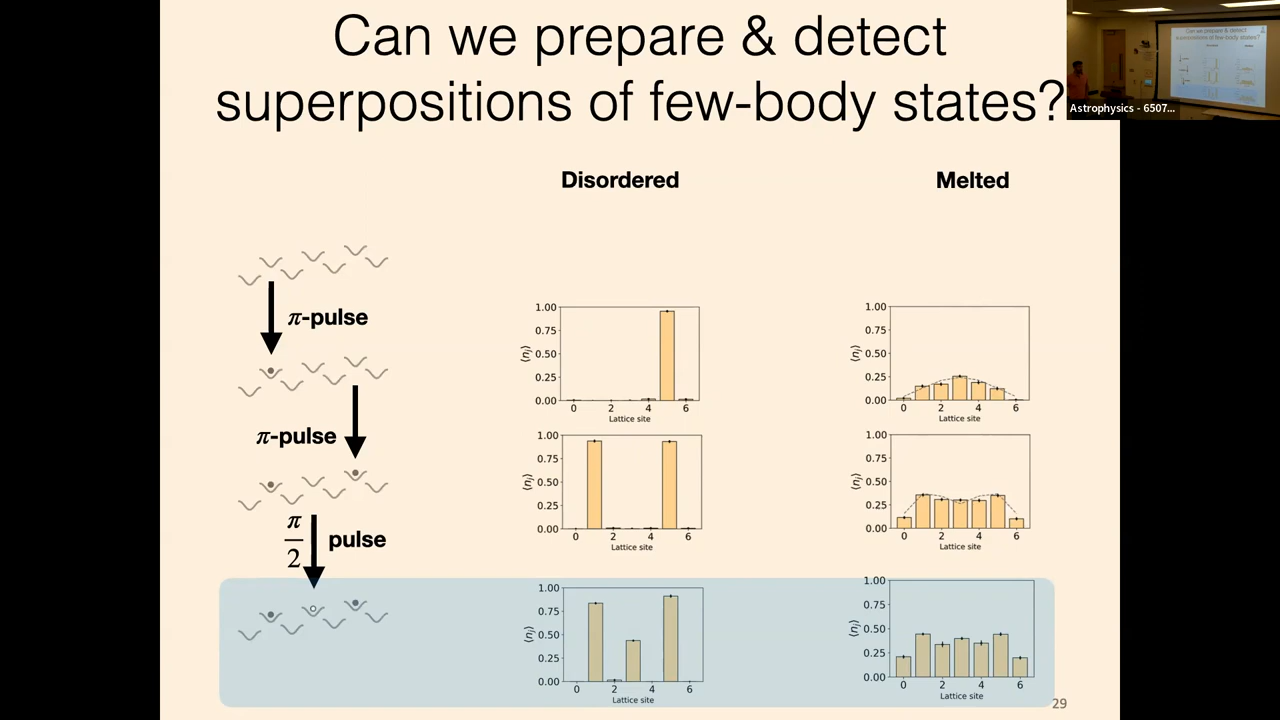 Can we prepare & detect
superpositions of few-body states?
Astrophysics - 6507...
Disordered
Melted
π-pulse
π-pulse
π/2 pulse
1.00
0.75
0.50
0.25
0.00
⟨nj⟩
0 2 4 6
Lattice site
1.00
0.75
0.50
0.25
0.00
⟨nj⟩
0 2 4 6
Lattice site
1.00
0.75
0.50
0.25
0.00
⟨nj⟩
0 2 4 6
Lattice site
1.00
0.75
0.50
0.25
0.00
⟨nj⟩
0 2 4 6
Lattice site
1.00
0.75
0.50
0.25
0.00
⟨nj⟩
0 2 4 6
Lattice site
1.00
0.75
0.50
0.25
0.00
⟨nj⟩
0 2 4 6
Lattice site
29